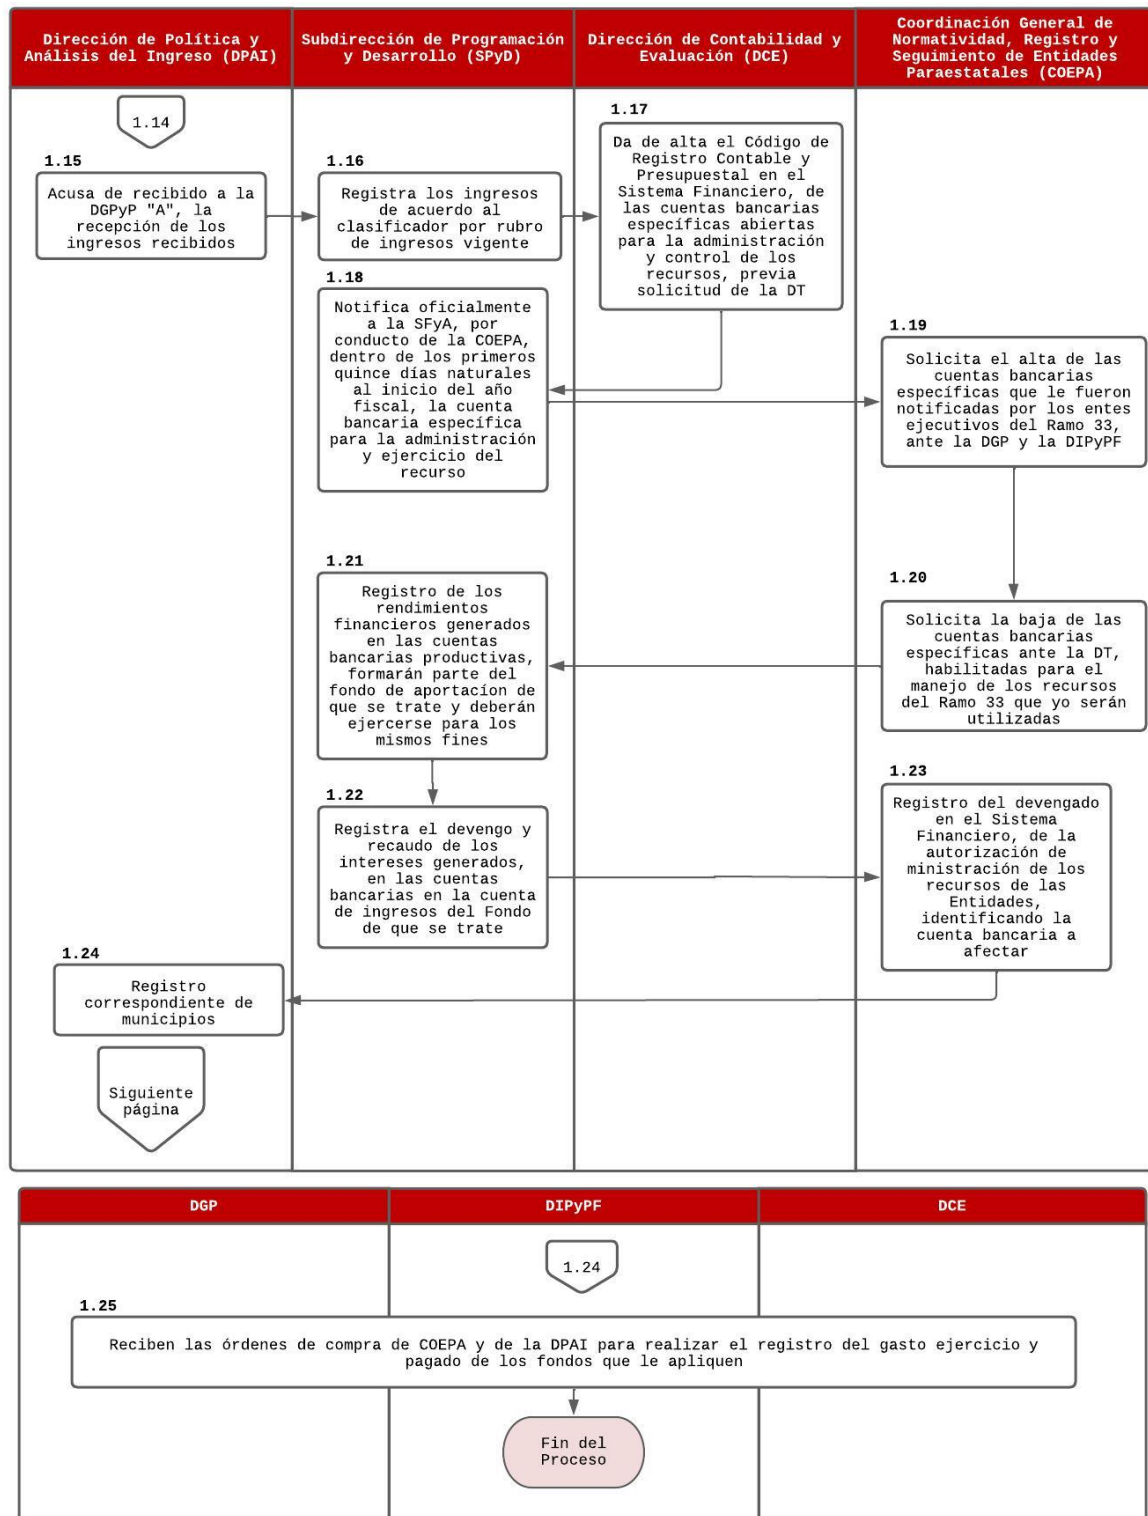 Dirección de Política y
Análisis del Ingreso (DPAI)
Subdirección de Programación
y Desarrollo (SPyD)
Dirección de Contabilidad y
Evaluación (DCE)
Coordinación General de
Normatividad, Registro y
Seguimiento de Entidades
Paraestatales (COEPA)
1.14
1.15
Acusa de recibido a la
DGPyP "A", la
recepción de los
ingresos recibidos
1.16
Registra los ingresos
de acuerdo al
clasificador por rubro
de ingresos vigente
1.17
Da de alta el Código de
Registro Contable y
Presupuestal en el
Sistema Financiero, de
las cuentas bancarias
específicas abiertas
para la administración
y control de los
recursos, previa
solicitud de la DT
1.18
Notifica oficialmente
a la SFyA, por
conducto de la COEPA,
dentro de los primeros
quince días naturales
al inicio del año
fiscal, la cuenta
bancaria específica
para la administración
y ejercicio del
recurso
1.19
Solicita el alta de las
cuentas bancarias
específicas que le fueron
notificadas por los entes
ejecutivos del Ramo 33,
ante la DGP y la DIPyPF
1.20
Solicita la baja de las
cuentas bancarias
específicas ante la DT,
habilitadas para el
manejo de los recursos
del Ramo 33 que yo serán
utilizadas
1.21
Registro de los
rendimientos
financieros generados
en las cuentas
bancarias productivas,
formarán parte del
fondo de aportacíon de
que se trate y deberán
ejercerse para los
mismos fines
1.22
Registra el devengo y
recaudo de los
intereses generados,
en las cuentas
bancarias en la cuenta
de ingresos del Fondo
de que se trate
1.23
Registro del devengado
en el Sistema
Financiero, de la
autorización de
ministración de los
recursos de las
Entidades,
identificando la
cuenta bancaria a
afectar
1.24
Registro
correspondiente de
municipios
Siguiente
página
DGP
DIPyPF
DCE
1.24
1.25
Reciben las órdenes de compra de COEPA y de la DPAI para realizar el registro del gasto ejercicio y
pagado de los fondos que le apliquen
Fin del
Proceso